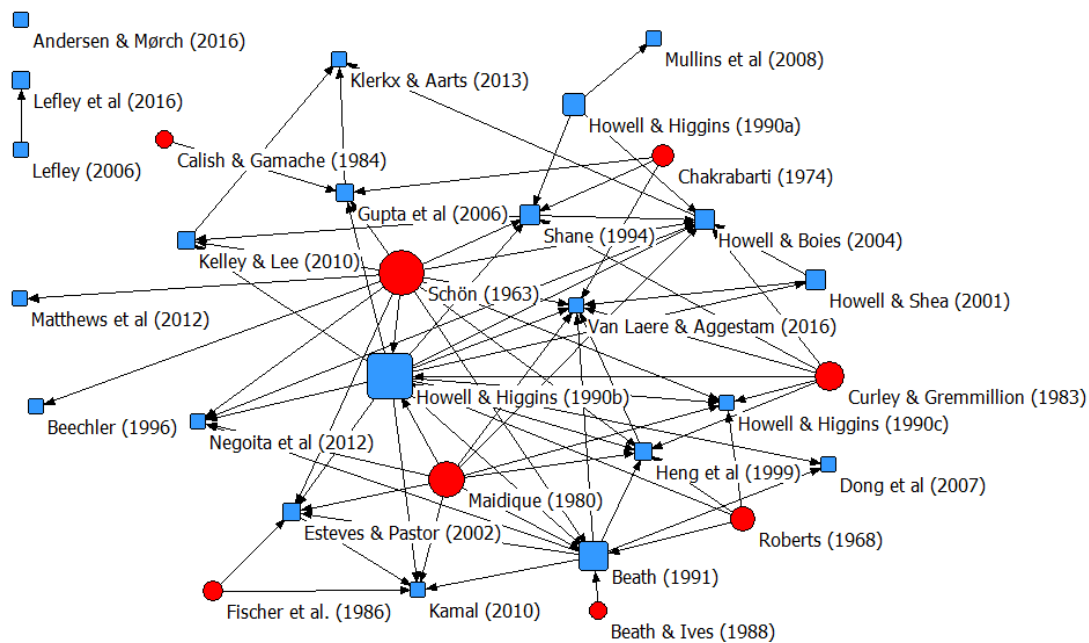 Andersen & Mørch (2016)
Mullins et al (2008)
Klerkx & Aarts (2013)
Lefley et al (2016)
Howell & Higgins (1990a)
Calish & Gamache (1984)
Lefley (2006)
Chakrabarti (1974)
Gupta et al (2006)
Shane (1994)
Howell & Boies (2004)
Kelley & Lee (2010)
Schön (1963)
Howell & Shea (2001)
Matthews et al (2012)
Van Laere & Aggestam (2016)
Howell & Higgins (1990b)
Curley & Gremmillion (1983)
Howell & Higgins (1990c)
Beechler (1996)
Negoita et al (2012)
Heng et al (1999)
Dong et al (2007)
Maidique (1980)
Esteves & Pastor (2002)
Roberts (1968)
Beath (1991)
Fischer et al. (1986)
Kamal (2010)
Beath & Ives (1988)